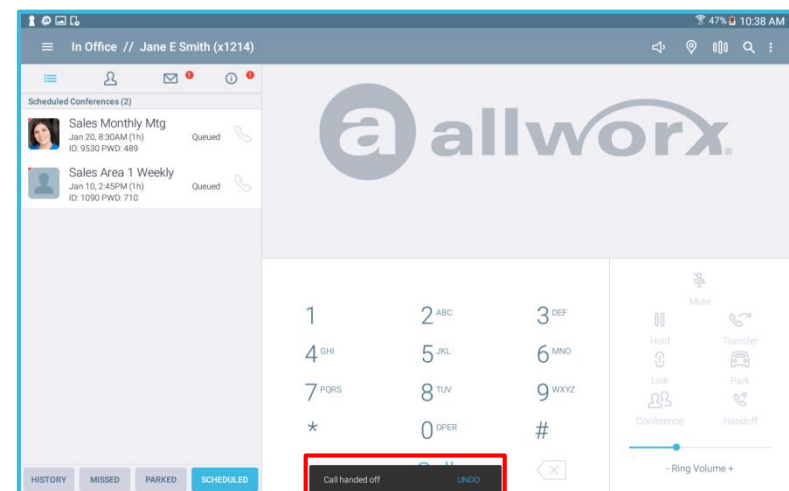 47% 10:38 AM
In Office // Jane E Smith (x1214)
Scheduled Conferences (2)
Sales Monthly Mtg
Jan 20, 8:30AM (1h) Queued
ID: 9530 PWD: 489
Sales Area 1 Weekly
Jan 10, 2:45PM (1h) Queued
ID: 1090 PWD: 710
a allworx®
1 2 ABC 3 DEF
4 GHI 5 JKL 6 MNO
7 PQRS 8 TUV 9 WXYZ
* 0 OPER #
Mute
Hold Transfer
Link Park
Conference Handoff
- Ring Volume +
HISTORY MISSED PARKED SCHEDULED
Call handed off UNDO